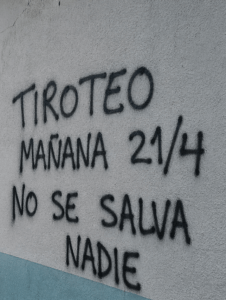 TIROTEO
MAÑANA 21/4
NO SE SALVA
NADIE